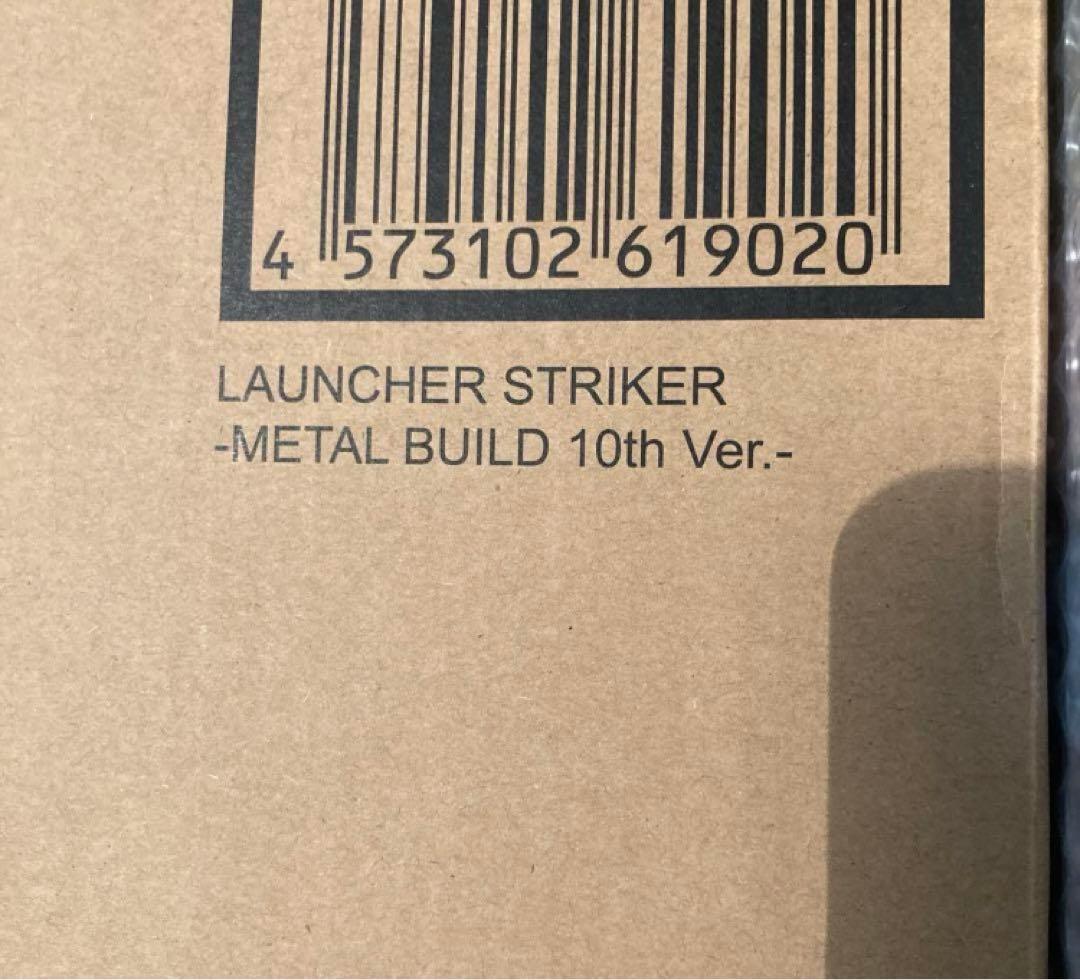 4 573102 619020
LAUNCHER STRIKER
-METAL BUILD 10th Ver.-